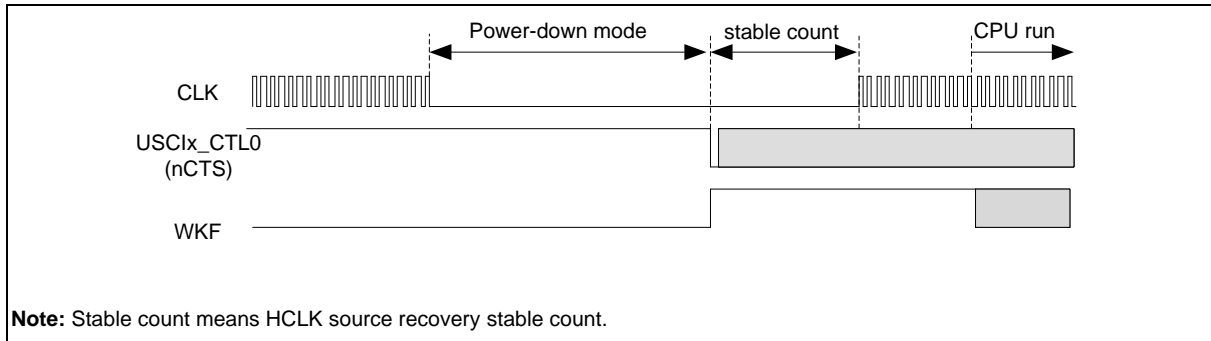 Power-down mode stable count CPU run
CLK
USCIx_CTL0
(nCTS)
WKF
Note: Stable count means HCLK source recovery stable count.